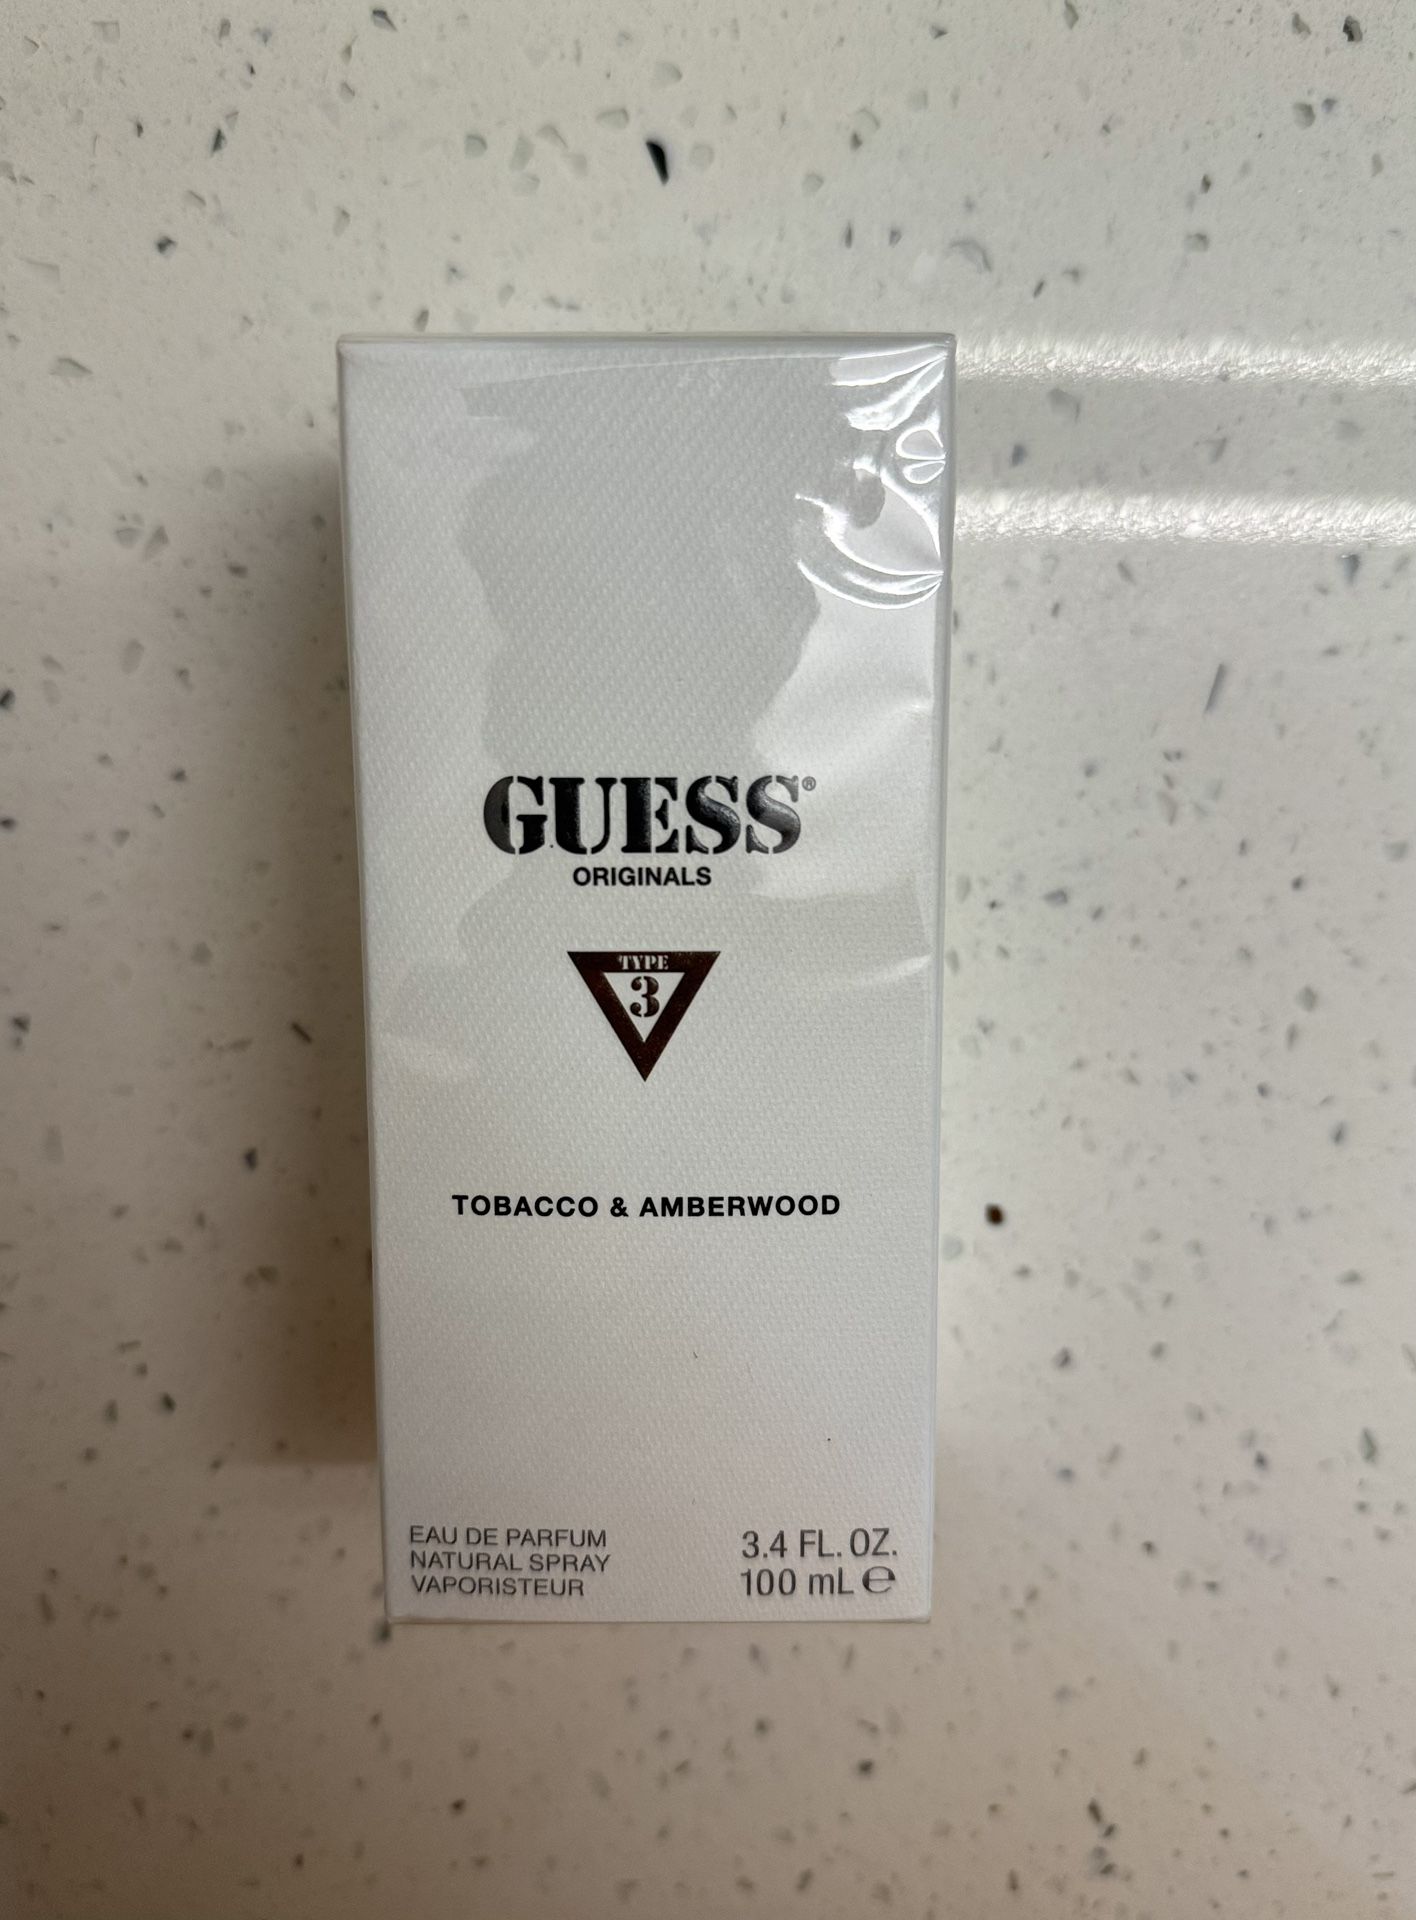 GUESS®
ORIGINALS
TYPE
3
TOBACCO & AMBERWOOD
EAU DE PARFUM
NATURAL SPRAY
VAPORISTEUR
3.4 FL. OZ.
100 mL ℮